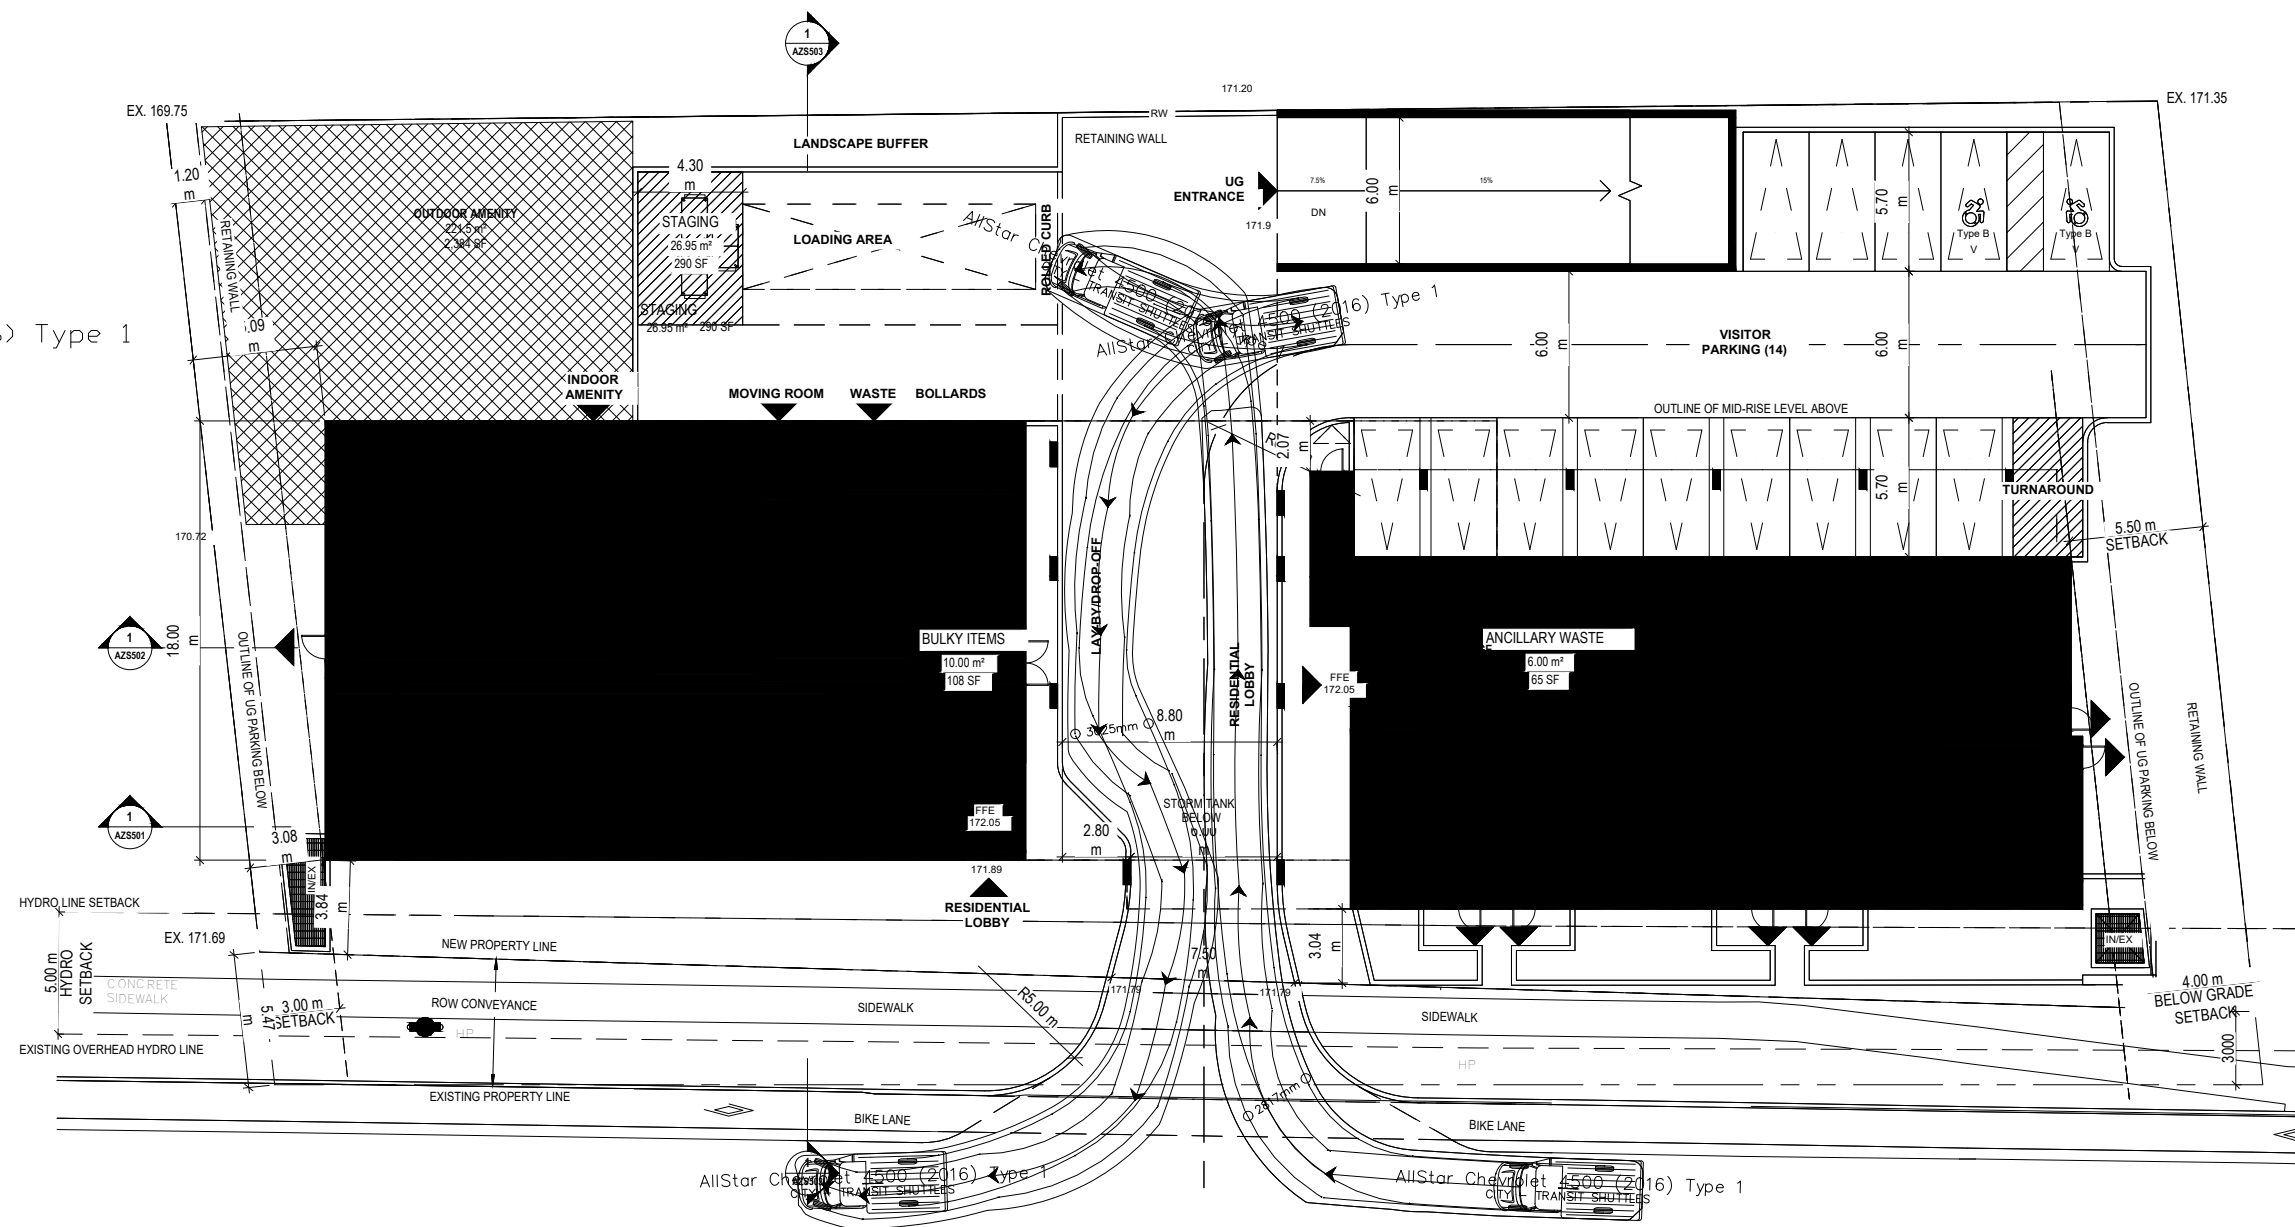 1
AZS503
EX. 169.75
171.20
EX. 171.35
RW
LANDSCAPE BUFFER
RETAINING WALL
1.20
m
4.30
m
UG
ENTRANCE
7.5%
15%
DN
6.00
m
5.70
m
OUTDOOR AMENITY
221.5 m²
2,384 SF
STAGING
26.95 m²
290 SF
LOADING AREA
ROLLED CURB
171.9
Type B
V
Type B
V
RETAINING WALL
STAGING
26.95 m² 290 SF
.09
m
) Type 1
AllStar Chevrolet 4500 (2016) Type 1
TRANSIT SHUTTLES
CITY
TRANSIT SHUTTLES
6.00
m
VISITOR
PARKING (14)
6.00
m
INDOOR
AMENITY
MOVING ROOM
WASTE
BOLLARDS
OUTLINE OF MID-RISE LEVEL ABOVE
2.07
m
5.70
m
TURNAROUND
5.50 m
SETBACK
170.72
LAY-BY/DROP-OFF
1
AZS502
18.00
m
OUTLINE OF UG PARKING BELOW
BULKY ITEMS
10.00 m²
108 SF
RESIDENTIAL
LOBBY
FFE
172.05
ANCILLARY WASTE
6.00 m²
65 SF
OUTLINE OF UG PARKING BELOW
RETAINING WALL
3025mm
8.80
m
1
AZS501
3.08
m
FFE
172.05
2.80
m
STORM TANK
BELOW
m
171.89
RESIDENTIAL
LOBBY
IN/EX
3.84
m
HYDRO LINE SETBACK
EX. 171.69
NEW PROPERTY LINE
3.04
m
IN/EX
5.00 m
HYDRO
SETBACK
CONCRETE
SIDEWALK
7.50
m
171.79
171.79
4.00 m
BELOW GRADE
SETBACK
3.00 m
SETBACK
5.47
m
ROW CONVEYANCE
HP
SIDEWALK
R5.00 m
SIDEWALK
EXISTING OVERHEAD HYDRO LINE
HP
3.000
EXISTING PROPERTY LINE
2817mm
BIKE LANE
BIKE LANE
AllStar Chevrolet 4500 (2016) Type 1
CITY TRANSIT SHUTTLES
AllStar Chevrolet 4500 (2016) Type 1
CITY TRANSIT SHUTTLES